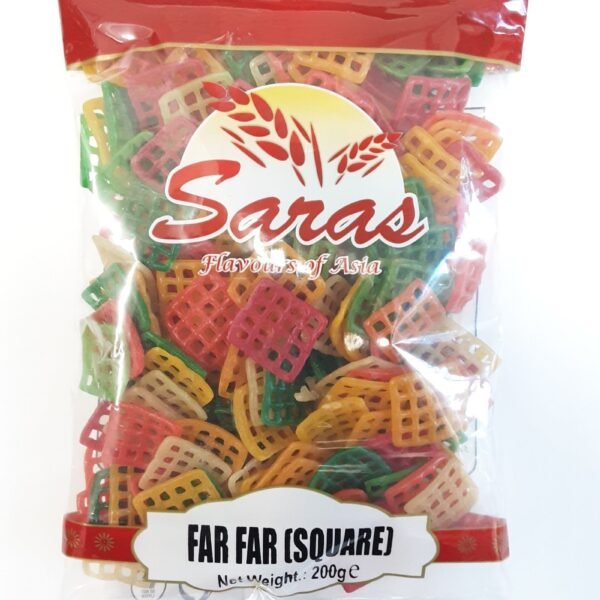 Saras
Flavours of Asia
FAR FAR (SQUARE)
Net Weight.: 200g℮